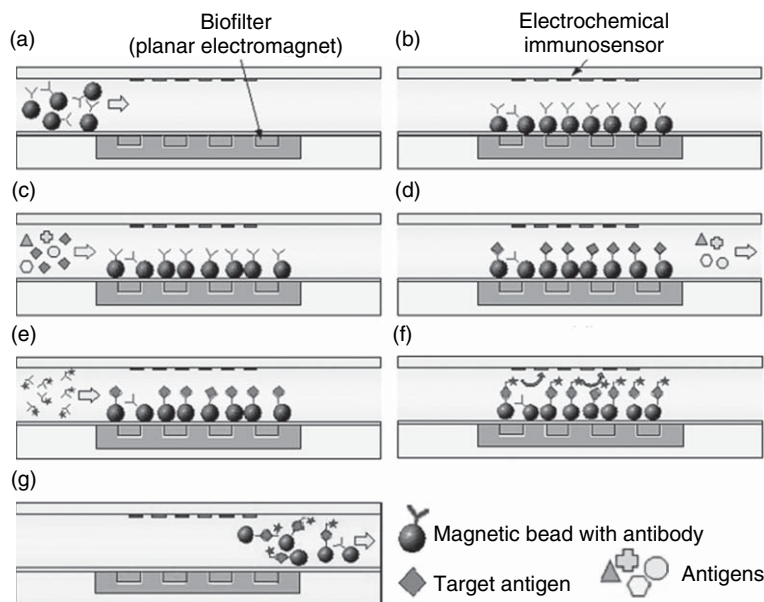 (a)
Biofilter
(planar electromagnet)
(b)
Electrochemical
immunosensor
(c)
(d)
(e)
(f)
(g)
Magnetic bead with antibody
Target antigen
Antigens